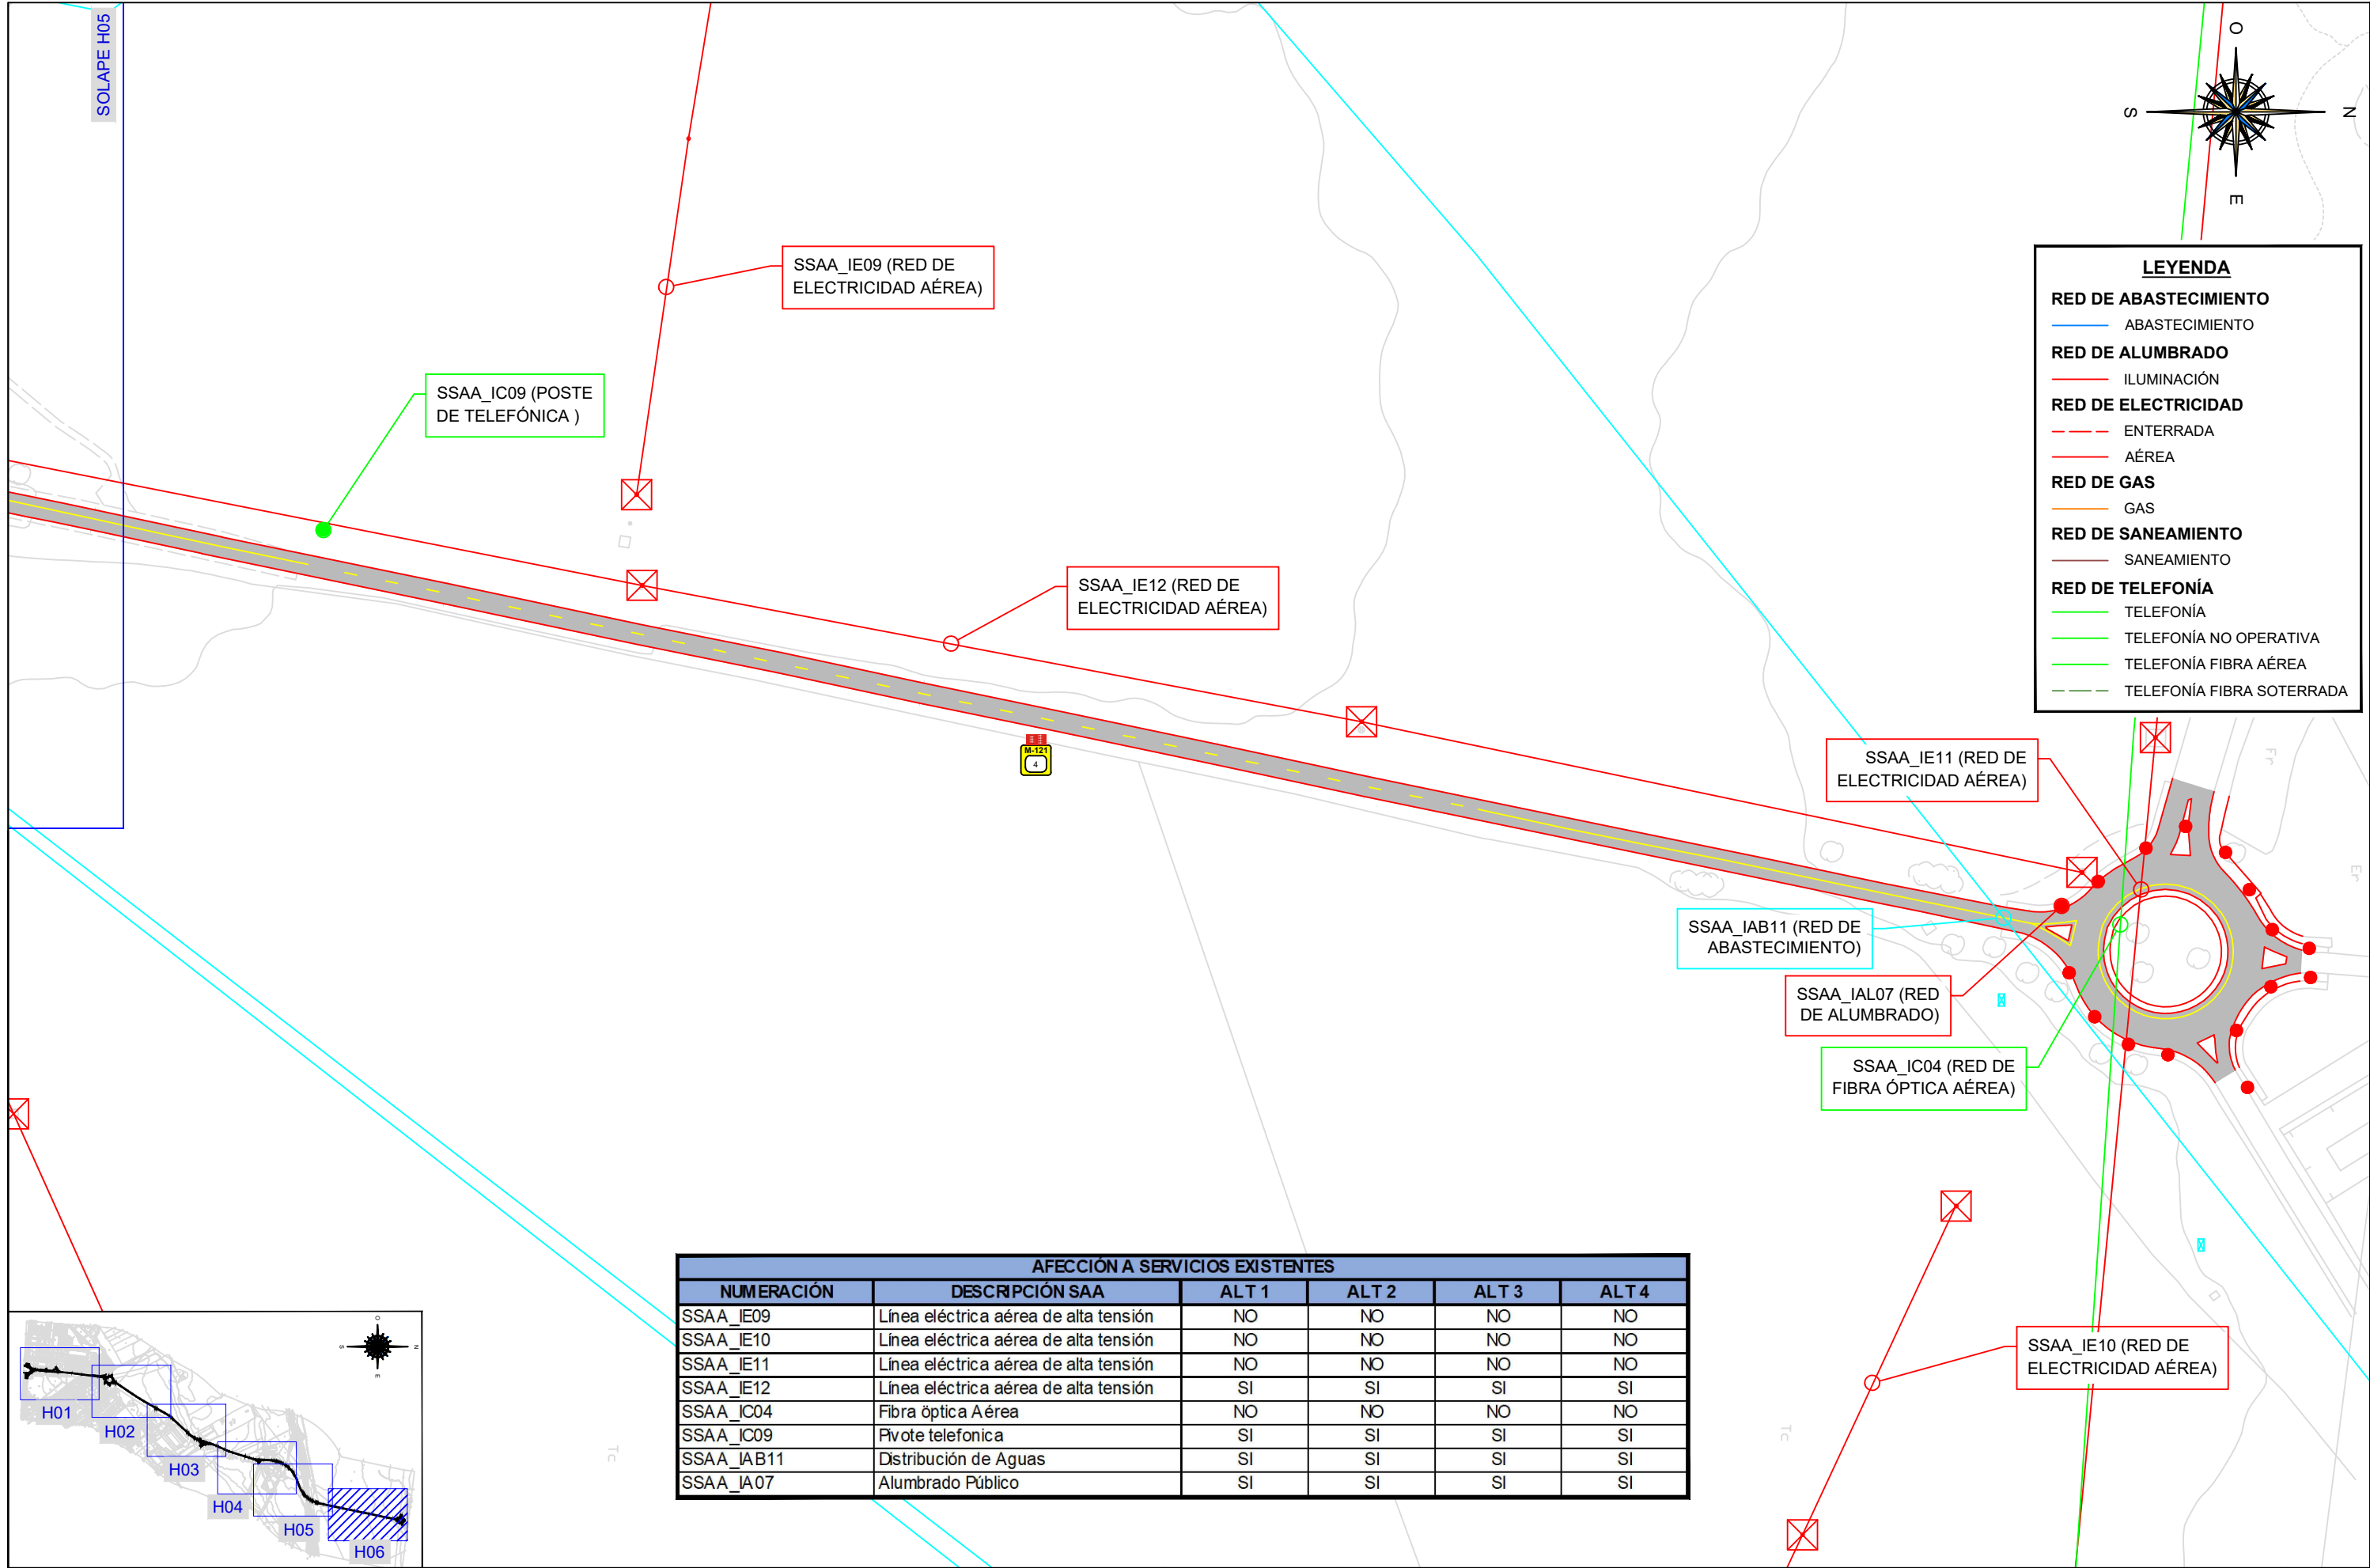 SOLAPE H05
O
S
N
E
SSAA_IE09 (RED DE
ELECTRICIDAD AÉREA)
LEYENDA
RED DE ABASTECIMIENTO
ABASTECIMIENTO
RED DE ALUMBRADO
ILUMINACIÓN
RED DE ELECTRICIDAD
ENTERRADA
AÉREA
RED DE GAS
GAS
RED DE SANEAMIENTO
SANEAMIENTO
RED DE TELEFONÍA
TELEFONÍA
TELEFONÍA NO OPERATIVA
TELEFONÍA FIBRA AÉREA
TELEFONÍA FIBRA SOTERRADA
SSAA_IC09 (POSTE
DE TELEFÓNICA )
SSAA_IE12 (RED DE
ELECTRICIDAD AÉREA)
M-121
4
SSAA_IE11 (RED DE
ELECTRICIDAD AÉREA)
Fr
Er
SSAA_IAB11 (RED DE
ABASTECIMIENTO)
SSAA_IAL07 (RED
DE ALUMBRADO)
SSAA_IC04 (RED DE
FIBRA ÓPTICA AÉREA)
SSAA_IE10 (RED DE
ELECTRICIDAD AÉREA)
Tc
Tc
AFECCIÓN A SERVICIOS EXISTENTES
NUMERACIÓN DESCRIPCIÓN SAA ALT 1 ALT 2 ALT 3 ALT 4
SSAA_IE09 Línea eléctrica aérea de alta tensión NO NO NO NO
SSAA_IE10 Línea eléctrica aérea de alta tensión NO NO NO NO
SSAA_IE11 Línea eléctrica aérea de alta tensión NO NO NO NO
SSAA_IE12 Línea eléctrica aérea de alta tensión SI SI SI SI
SSAA_IC04 Fibra öptica Aérea NO NO NO NO
SSAA_IC09 Pivote telefonica SI SI SI SI
SSAA_IAB11 Distribución de Aguas SI SI SI SI
SSAA_IA07 Alumbrado Público SI SI SI SI
O
S
N
E
H01
H02
H03
H04
H05
H06